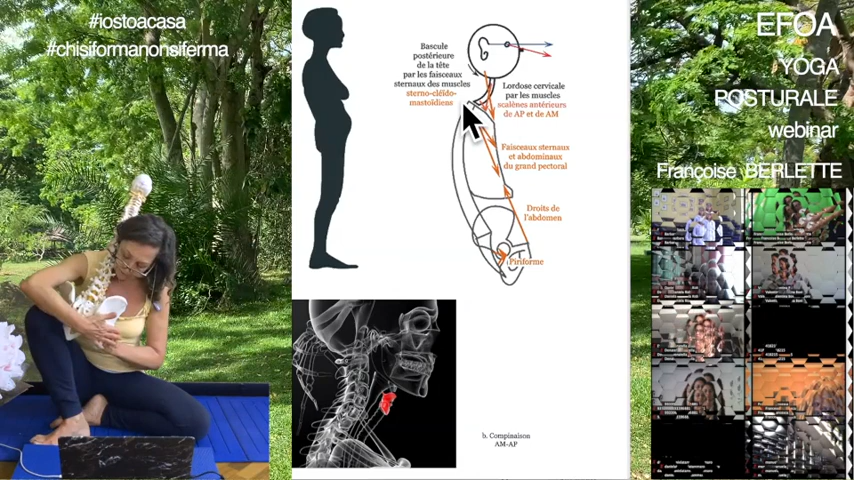 #iostoacasa
#chisiformanonsiferma
Bascule
postérieure
de la tête
par les faisceaux
sternaux des muscles
sterno-cléido-
mastoïdiens
Lordose cervicale
par les muscles
scalènes antérieurs
de AP et de AM
Faisceaux sternaux
et abdominaux
du grand pectoral
Droits de
l'abdomen
Piriforme
b. Compinaison
AM-AP
EFOA
YOGA
POSTURALE
webinar
Françoise BERLETTE